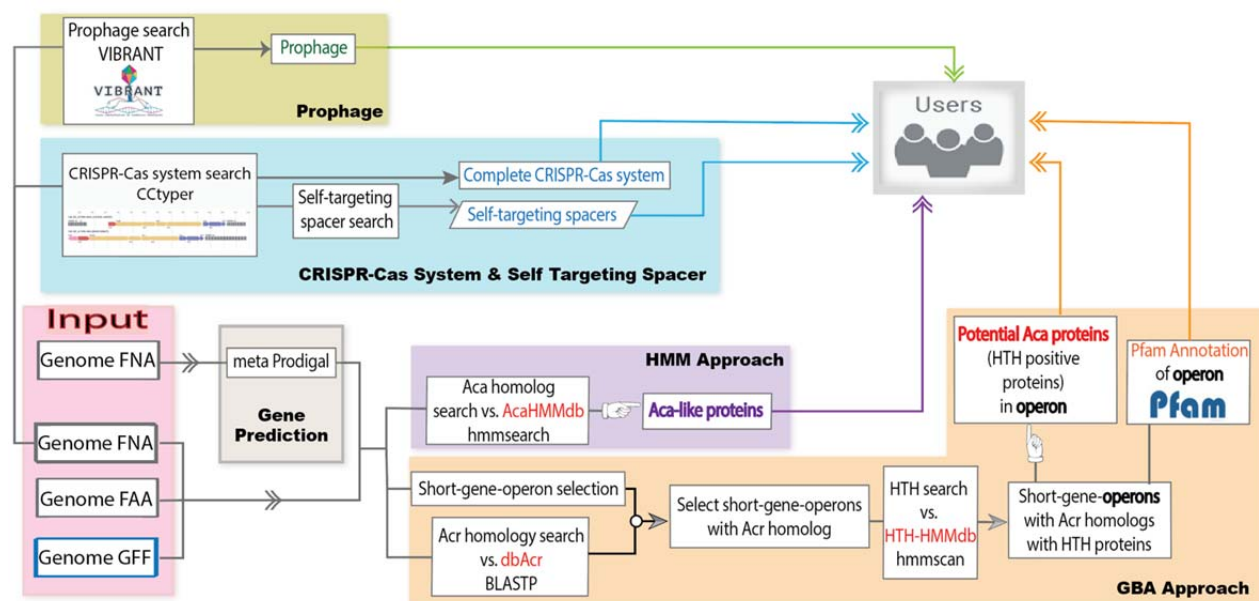 Prophage search
VIBRANT
VIBRANT
Prophage
Prophage
Users
CRISPR-Cas system search
CCtyper
Self-targeting
spacer search
Complete CRISPR-Cas system
Self-targeting spacers
CRISPR-Cas System & Self Targeting Spacer
Input
Genome FNA
Genome FNA
Genome FAA
Genome GFF
meta Prodigal
Gene
Prediction
HMM Approach
Aca homolog
search vs. AcaHMMdb
hmmsearch
Aca-like proteins
Potential Aca proteins
(HTH positive
proteins)
in operon
Pfam Annotation
of operon
Pfam
Short-gene-operon selection
Acr homology search
vs. dbAcr
BLASTP
Select short-gene-operons
with Acr homolog
HTH search
vs.
HTH-HMMdb
hmmscan
Short-gene-operons
with Acr homologs
with HTH proteins
GBA Approach